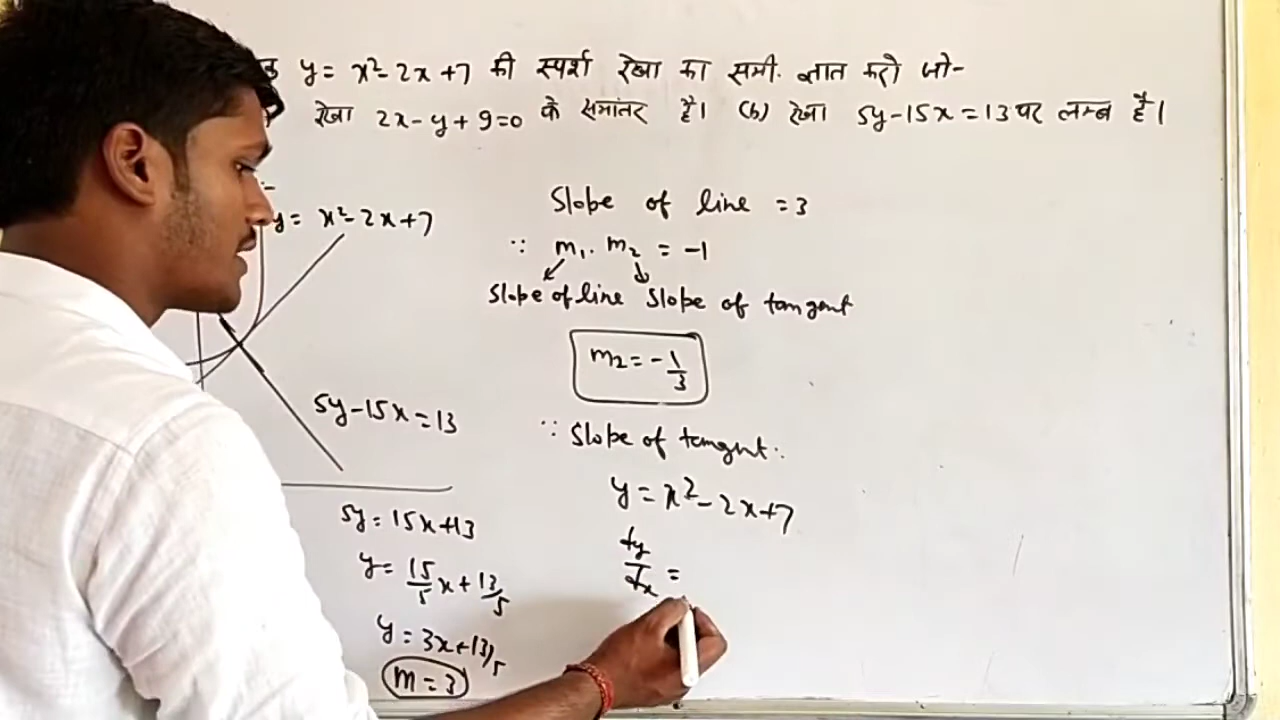 y = x² - 2x + 7 की स्पर्श रेखा का समी. ज्ञात करो जो-
रेखा 2x - y + 9 = 0 के समांतर है। (b) रेखा 5y - 15x = 13 पर लम्ब है।
y = x² - 2x + 7
5y - 15x = 13
5y = 15x + 13
y = 15/5 x + 13/5
y = 3x + 13/5
m = 3
Slope of line = 3
∵ m₁. m₂ = -1
Slope of line Slope of tangent
m₂ = -1/3
∵ Slope of tangent:
y = x² - 2x + 7
dy/dx =